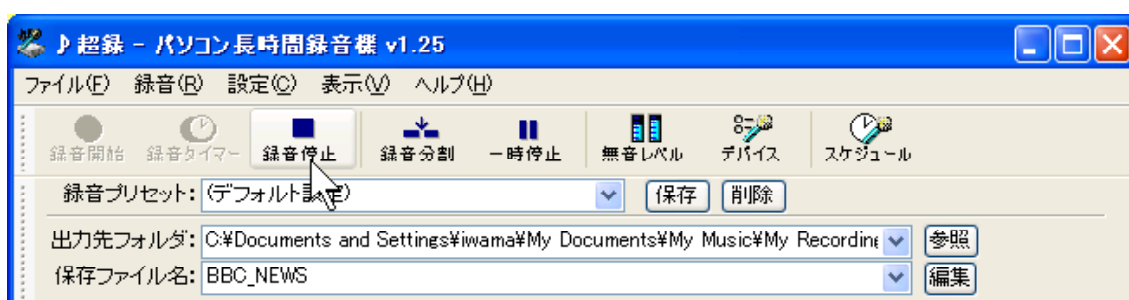 ♪超録 - パソコン長時間録音機 v1.25
ファイル(F) 録音(R) 設定(C) 表示(V) ヘルプ(H)
録音開始 録音タイマー 録音停止 録音分割 一時停止 無音レベル デバイス スケジュール
録音プリセット: (デフォルト設定) 保存 削除
出力先フォルダ: C:¥Documents and Settings¥iwama¥My Documents¥My Music¥My Recording 参照
保存ファイル名: BBC_NEWS 編集